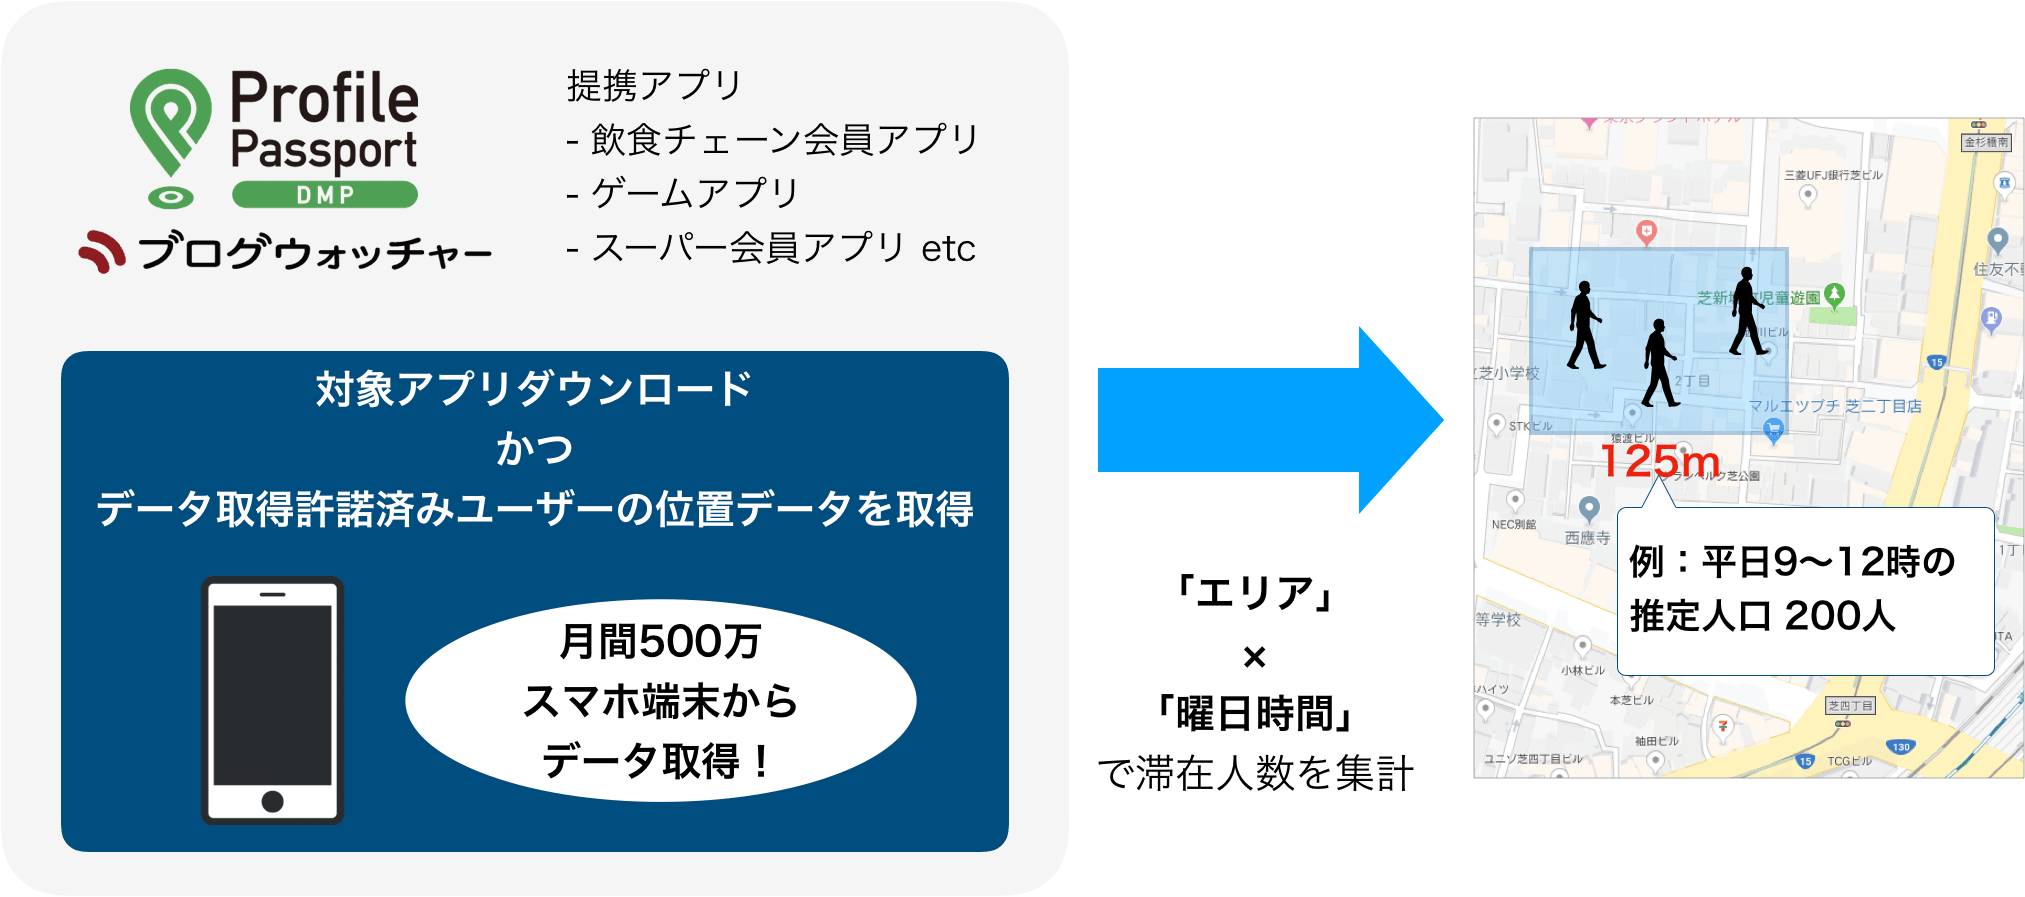 Profile
Passport
DMP
ブログウォッチャー
提携アプリ
- 飲食チェーン会員アプリ
- ゲームアプリ
- スーパー会員アプリ etc
対象アプリダウンロード
かつ
データ取得許諾済みユーザーの位置データを取得
月間500万
スマホ端末から
データ取得！
「エリア」
×
「曜日時間」
で滞在人数を集計
金杉橋南
三菱UFJ銀行芝ビル
住友不
児童遊園
15
芝小学校
2丁目
マルエツプチ 芝二丁目店
STKビル
猿渡ビル
125m
芝公園
NEC別館
西應寺
1丁
例：平日9〜12時の
推定人口 200人
等学校
小林ビル
ハイツ
本芝ビル
芝四丁目
袖田ビル
7
130
ユニゾ芝四丁目ビル
15
TCGビル